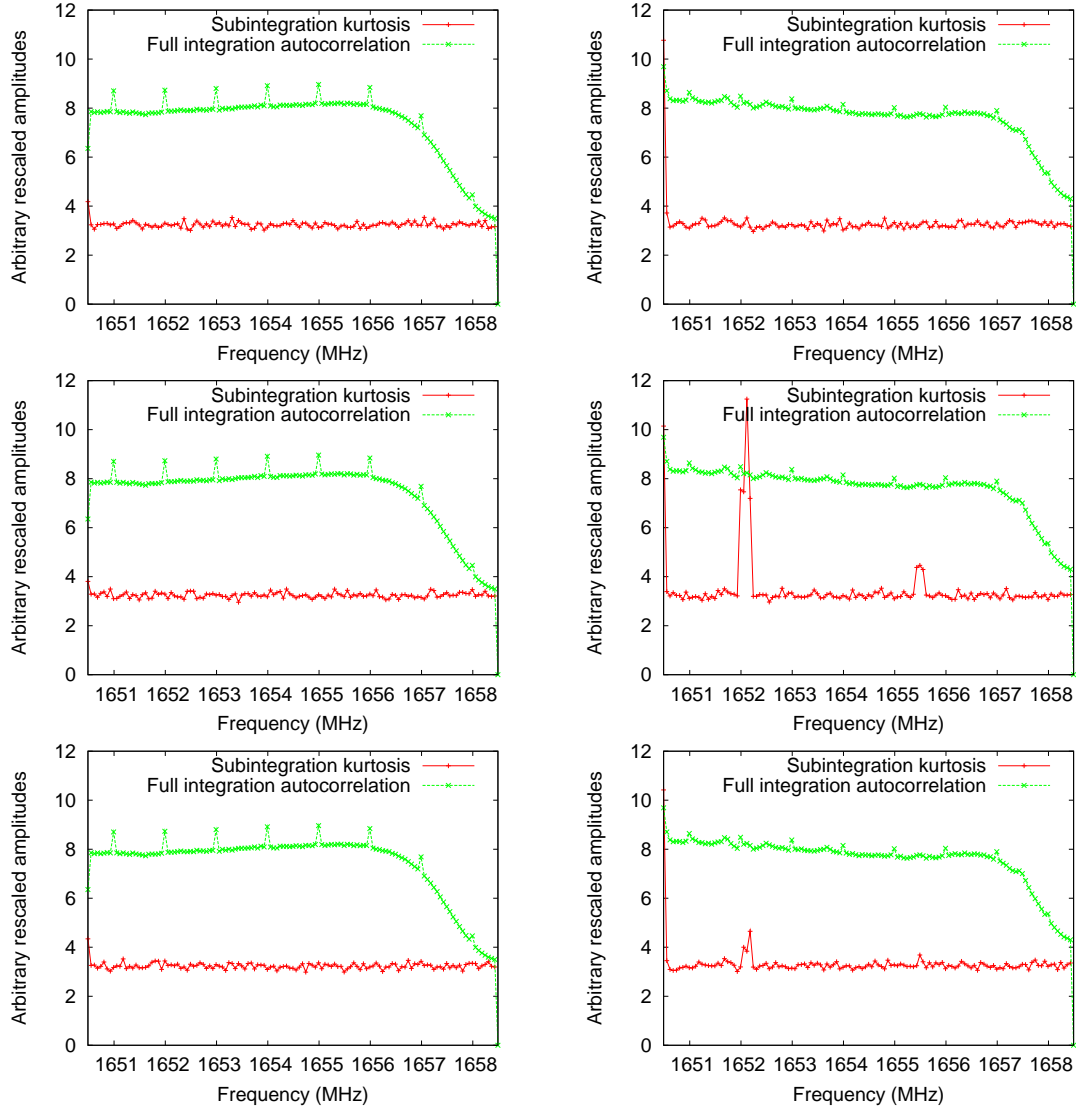 Arbitrary rescaled amplitudes
12
10
8
6
4
2
0
Subintegration kurtosis
Full integration autocorrelation
1651 1652 1653 1654 1655 1656 1657 1658
Frequency (MHz)
Arbitrary rescaled amplitudes
12
10
8
6
4
2
0
Subintegration kurtosis
Full integration autocorrelation
1651 1652 1653 1654 1655 1656 1657 1658
Frequency (MHz)
Arbitrary rescaled amplitudes
12
10
8
6
4
2
0
Subintegration kurtosis
Full integration autocorrelation
1651 1652 1653 1654 1655 1656 1657 1658
Frequency (MHz)
Arbitrary rescaled amplitudes
12
10
8
6
4
2
0
Subintegration kurtosis
Full integration autocorrelation
1651 1652 1653 1654 1655 1656 1657 1658
Frequency (MHz)
Arbitrary rescaled amplitudes
12
10
8
6
4
2
0
Subintegration kurtosis
Full integration autocorrelation
1651 1652 1653 1654 1655 1656 1657 1658
Frequency (MHz)
Arbitrary rescaled amplitudes
12
10
8
6
4
2
0
Subintegration kurtosis
Full integration autocorrelation
1651 1652 1653 1654 1655 1656 1657 1658
Frequency (MHz)